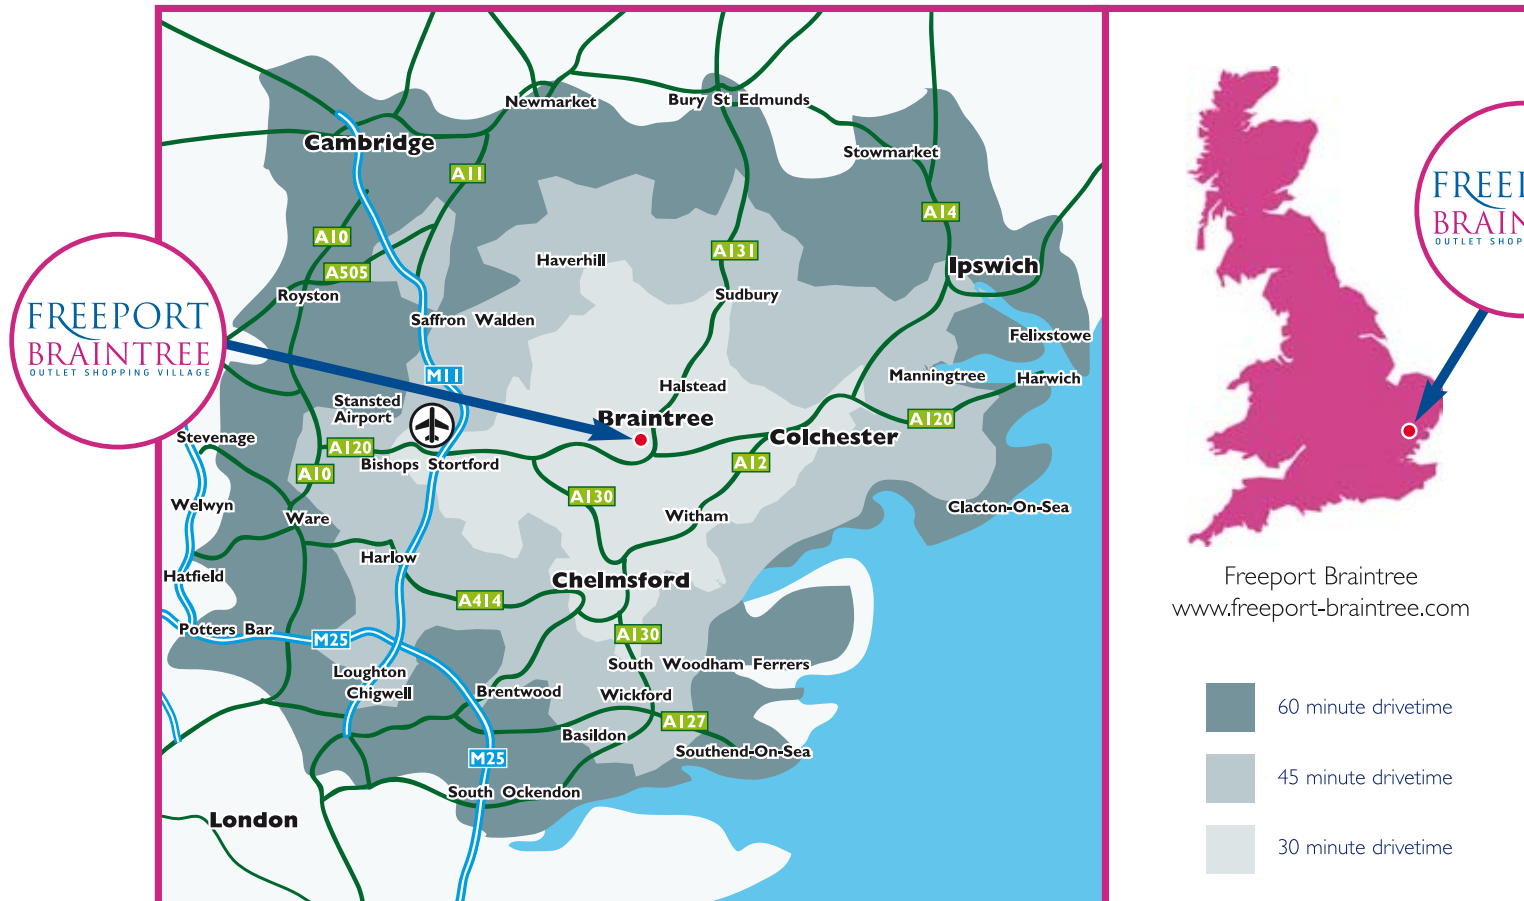 Newmarket
Bury St Edmunds
Cambridge
Stowmarket
A11
A14
A10
A131
A505
Haverhill
Ipswich
Royston
Sudbury
Saffron Walden
Felixstowe
FREEPORT
BRAINTREE
OUTLET SHOPPING VILLAGE
M11
Manningtree
Harwich
Halstead
Stansted
Airport
Braintree
A120
Stevenage
Colchester
A120
Bishops Stortford
A12
A10
A130
Welwyn
Ware
Witham
Clacton-On-Sea
Harlow
Hatfield
Chelmsford
A414
Potters Bar
M25
A130
Loughton
South Woodham Ferrers
Chigwell
Brentwood
Wickford
A127
Basildon
Southend-On-Sea
M25
South Ockendon
London
FREE
BRAIN
OUTLET SHOP
Freeport Braintree
www.freeport-braintree.com
60 minute drivetime
45 minute drivetime
30 minute drivetime